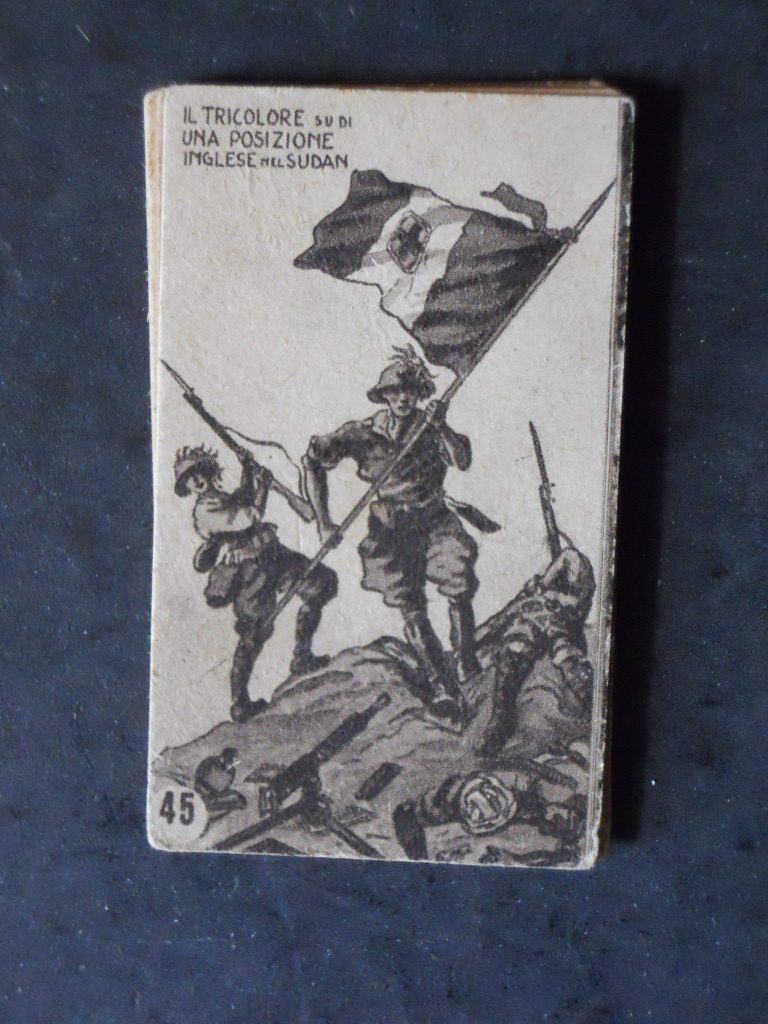 IL TRICOLORE SU DI
UNA POSIZIONE
INGLESE NEL SUDAN
45